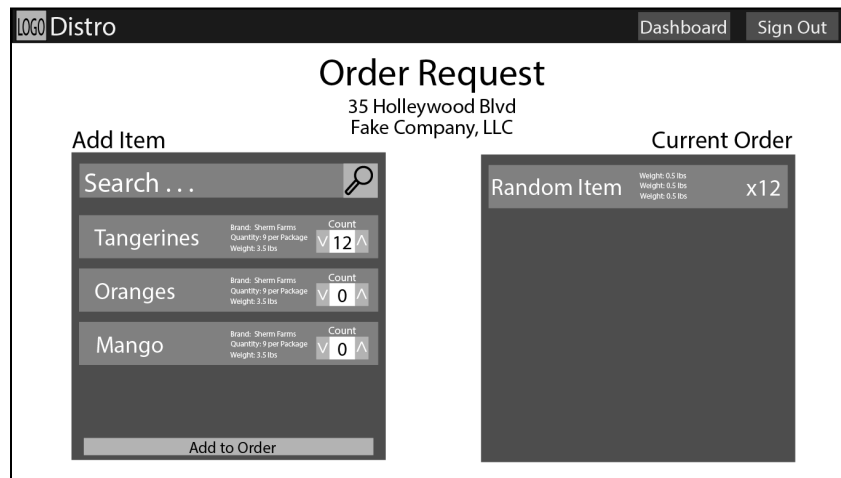 LOGO Distro
Dashboard
Sign Out
Order Request
35 Holleywood Blvd
Fake Company, LLC
Add Item
Search . . .
Tangerines
Brand: Sherm Farms
Quantity: 9 per Package
Weight: 3.5 lbs
Count
V 12 Λ
Oranges
Brand: Sherm Farms
Quantity: 9 per Package
Weight: 3.5 lbs
Count
V 0 Λ
Mango
Brand: Sherm Farms
Quantity: 9 per Package
Weight: 3.5 lbs
Count
V 0 Λ
Add to Order
Current Order
Random Item
Weight: 0.5 lbs
Weight: 0.5 lbs
Weight: 0.5 lbs
x12